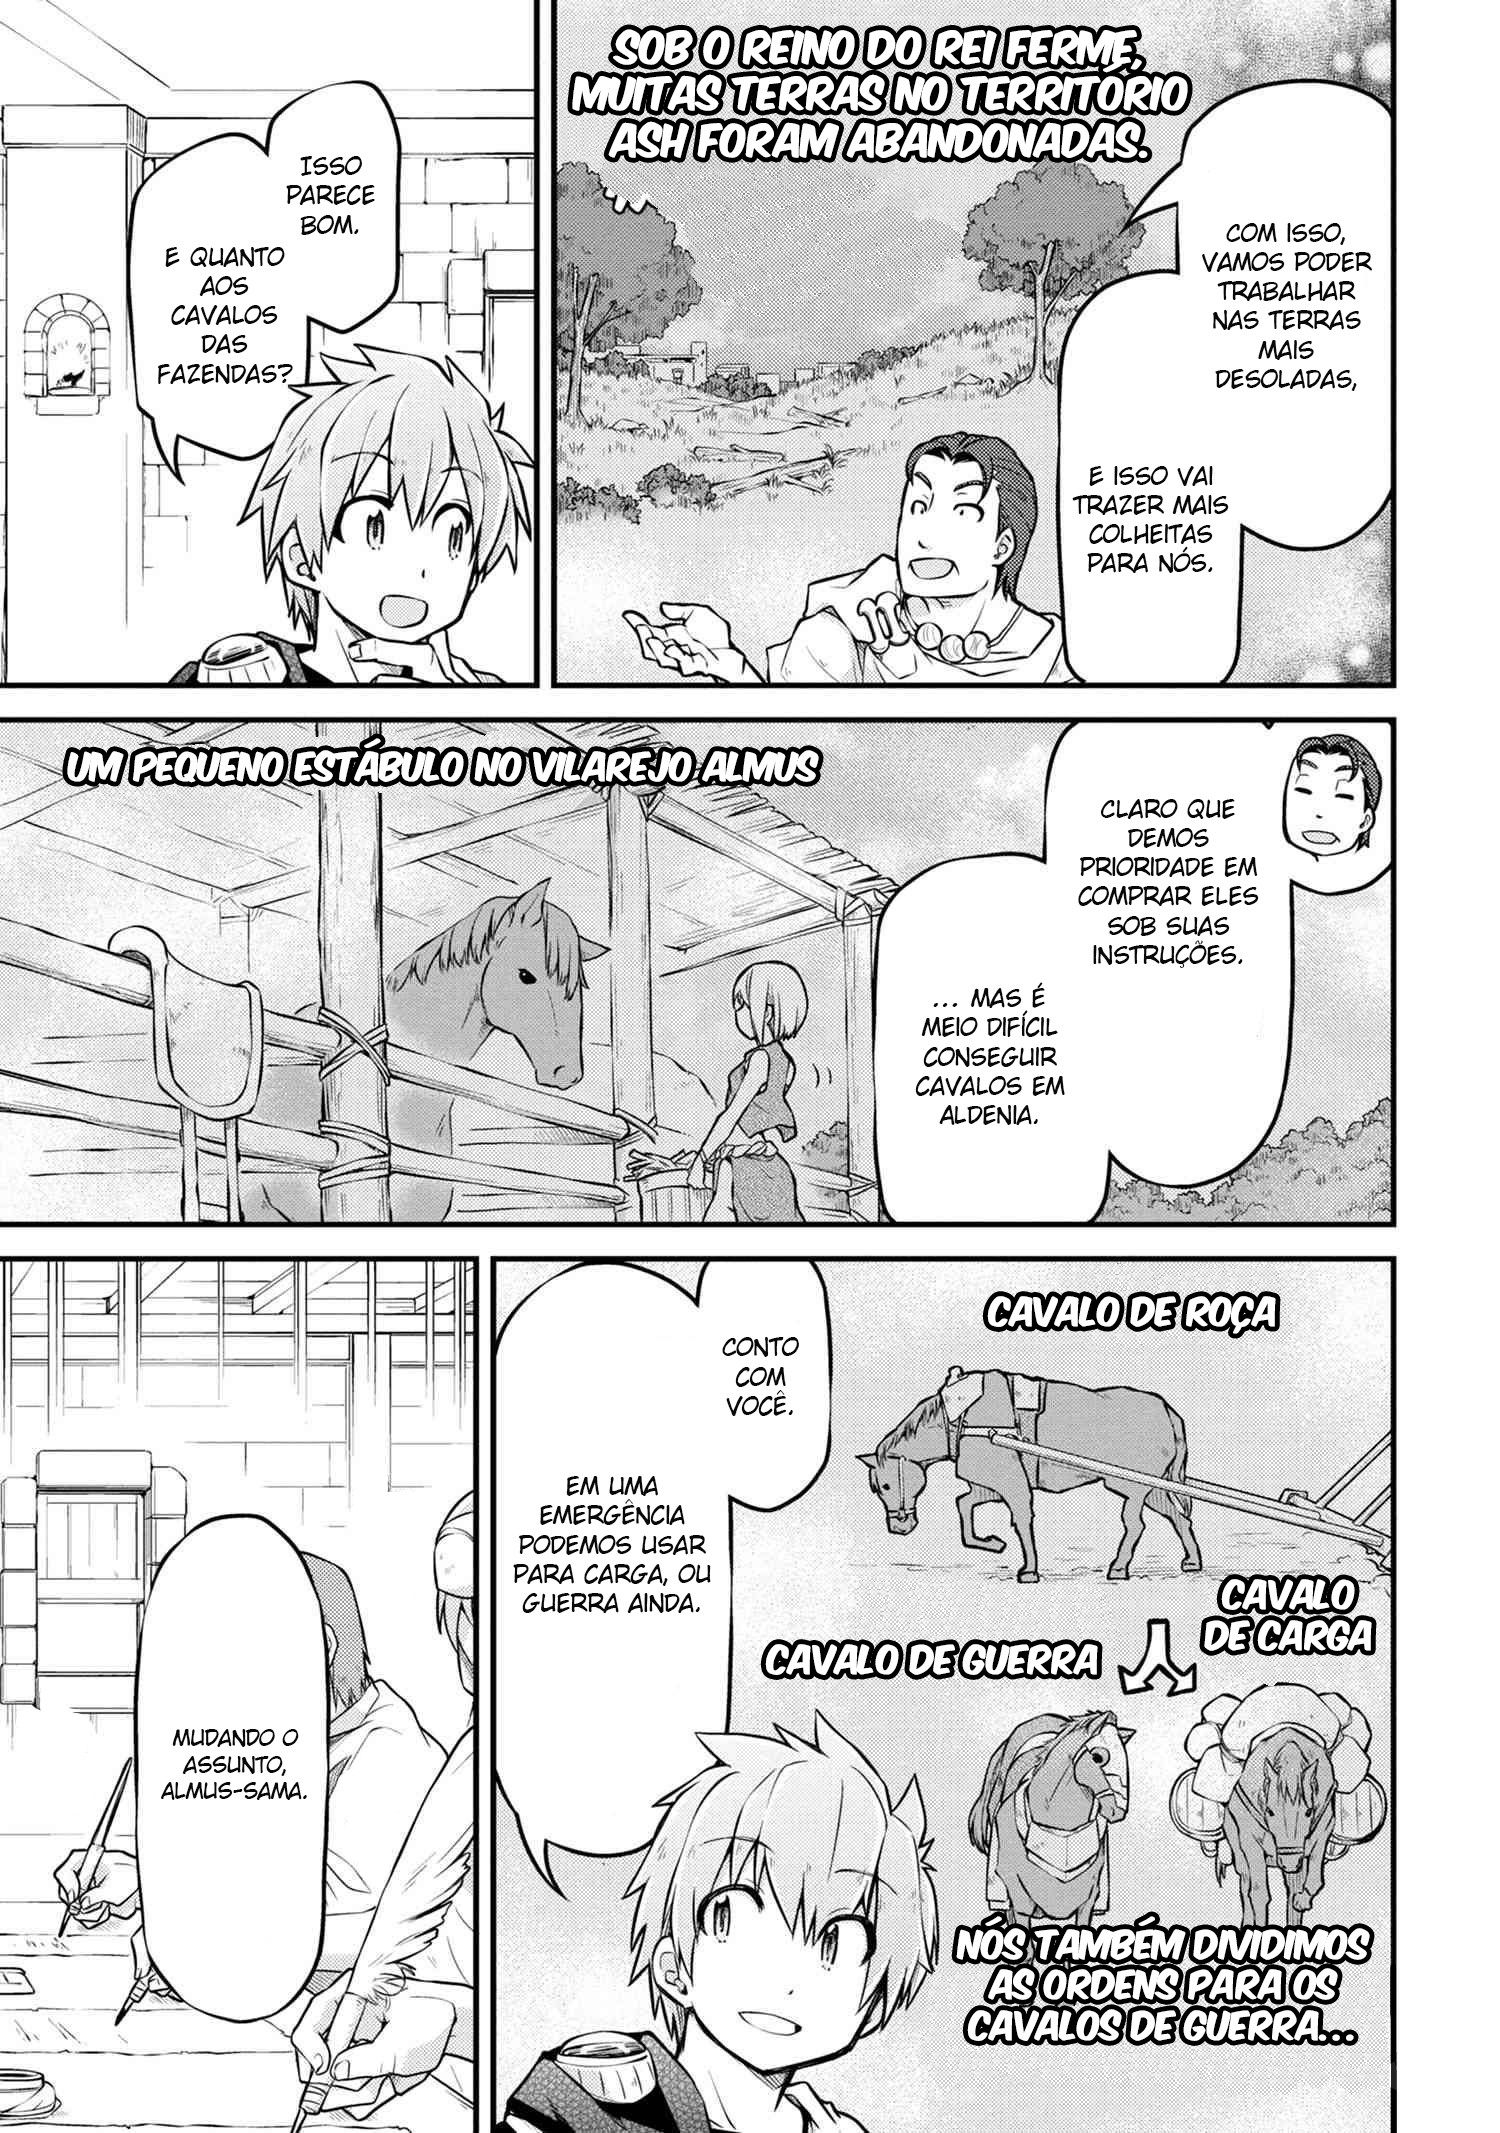 SOB O REINO DO REI FERME,
MUITAS TERRAS NO TERRITÓRIO
ASH FORAM ABANDONADAS.
COM ISSO,
VAMOS PODER
TRABALHAR
NAS TERRAS
MAIS
DESOLADAS,
E ISSO VAI
TRAZER MAIS
COLHEITAS
PARA NÓS.
ISSO
PARECE
BOM.
E QUANTO
AOS
CAVALOS
DAS
FAZENDAS?
UM PEQUENO ESTÁBULO NO VILAREJO ALMUS
CLARO QUE
DEMOS
PRIORIDADE EM
COMPRAR ELES
SOB SUAS
INSTRUÇÕES.
... MAS É
MEIO DIFÍCIL
CONSEGUIR
CAVALOS EM
ALDENIA.
CAVALO DE ROÇA
CAVALO
DE CARGA
CAVALO DE GUERRA
NÓS TAMBÉM DIVIDIMOS
AS ORDENS PARA OS
CAVALOS DE GUERRA...
CONTO
COM
VOCÊ.
EM UMA
EMERGÊNCIA
PODEMOS USAR
PARA CARGA, OU
GUERRA AINDA.
MUDANDO O
ASSUNTO,
ALMUS-SAMA.